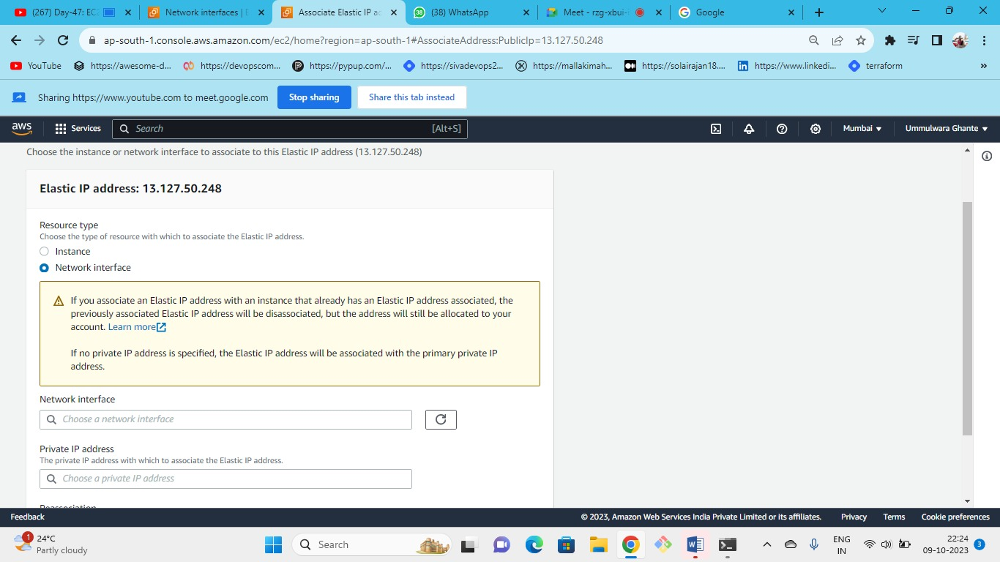 (267) Day-47: EC2
Network interfaces | E
Associate Elastic IP ad
(38) WhatsApp
Meet - rzg-xbui-
Google
ap-south-1.console.aws.amazon.com/ec2/home?region=ap-south-1#AssociateAddress:PublicIp=13.127.50.248
YouTube
https://awesome-d...
https://devopscom...
https://pypup.com/...
https://sivadevops2...
https://mallakimah...
https://solairajan18....
https://www.linkedi...
terraform
»
Sharing https://www.youtube.com to meet.google.com
Stop sharing
Share this tab instead
aws
Services
Search
[Alt+S]
Mumbai
Ummulwara Ghante
Choose the instance or network interface to associate to this Elastic IP address (13.127.50.248)
Elastic IP address: 13.127.50.248
Resource type
Choose the type of resource with which to associate the Elastic IP address.
Instance
Network interface
If you associate an Elastic IP address with an instance that already has an Elastic IP address associated, the
previously associated Elastic IP address will be disassociated, but the address will still be allocated to your
account. Learn more
If no private IP address is specified, the Elastic IP address will be associated with the primary private IP
address.
Network interface
Choose a network interface
Private IP address
The private IP address with which to associate the Elastic IP address.
Choose a private IP address
Reassociation
Feedback
© 2023, Amazon Web Services India Private Limited or its affiliates.
Privacy
Terms
Cookie preferences
1
24°C
Partly cloudy
Search
ENG
IN
22:24
09-10-2023
3